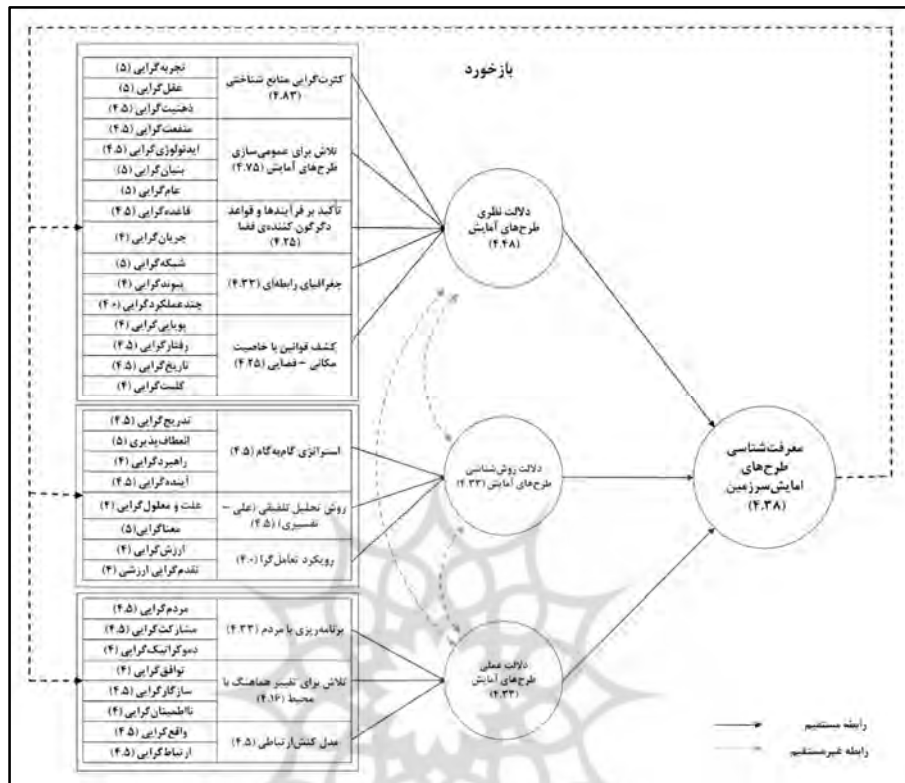 بازخورد
کثرت‌گرایی منابع شناختی
(۴.۸۳)
تجربه‌گرایی (۵)
عقل‌گرایی (۵)
ذهنیت‌گرایی (۴.۵)
تلاش برای عمومی‌سازی
طرح‌های آمایش (۴.۷۵)
منفعت‌گرایی (۴.۵)
ایدئولوژی‌گرایی (۴.۵)
بنیان‌گرایی (۵)
عام‌گرایی (۵)
تأکید بر فرآیندها و قواعد
دگرگون کننده‌ی فضا
(۴.۲۵)
قاعده‌گرایی (۴.۵)
جریان‌گرایی (۴)
جغرافیای رابطه‌ای (۴.۳۳)
شبکه‌گرایی (۵)
پیوندگرایی (۴)
چندعملکردگرایی (۴.۰)
کشف قوانین با خاصیت
مکانی – فضایی (۴.۲۵)
پویایی‌گرایی (۴)
رفتارگرایی (۴.۵)
تاریخ‌گرایی (۴.۵)
کلیت‌گرایی (۴)
استراتژی گام‌به‌گام (۴.۵)
تدریج‌گرایی (۴.۵)
انعطاف‌پذیری (۵)
راهبردگرایی (۴)
آینده‌گرایی (۴.۵)
روش تحلیل تلفیقی (علی –
تفسیری) (۴.۵)
علت و معلول‌گرایی (۴)
معناگرایی (۵)
رویکرد تعامل‌گرا (۴.۰)
ارزش‌گرایی (۴)
تقدم‌گرایی ارزشی (۴)
برنامه‌ریزی با مردم (۴.۳۳)
مردم‌گرایی (۴.۵)
مشارکت‌گرایی (۴.۵)
دموکراتیک‌گرایی (۴)
تلاش برای تغییر هماهنگ با
محیط (۴.۱۶)
توافق‌گرایی (۴)
سازگارگرایی (۴.۵)
نااطمینان‌گرایی (۴)
مدل کنش ارتباطی (۴.۵)
واقع‌گرایی (۴.۵)
ارتباط‌گرایی (۴.۵)
دلالت نظری
طرح‌های آمایش
(۴.۴۸)
دلالت روش‌شناسی
طرح‌های آمایش (۴.۳۳)
دلالت عملی
طرح‌های آمایش
(۴.۳۳)
معرفت‌شناسی
طرح‌های
آمایش‌سرزمین
(۴.۳۸)
رابطه مستقیم
رابطه غیرمستقیم